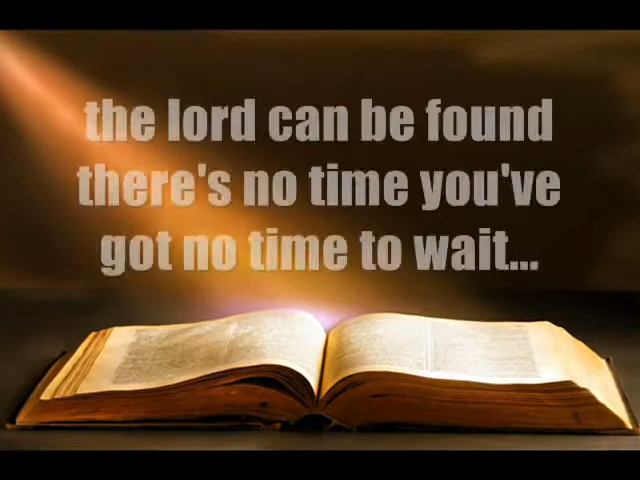 the lord can be found
there's no time you've
got no time to wait...